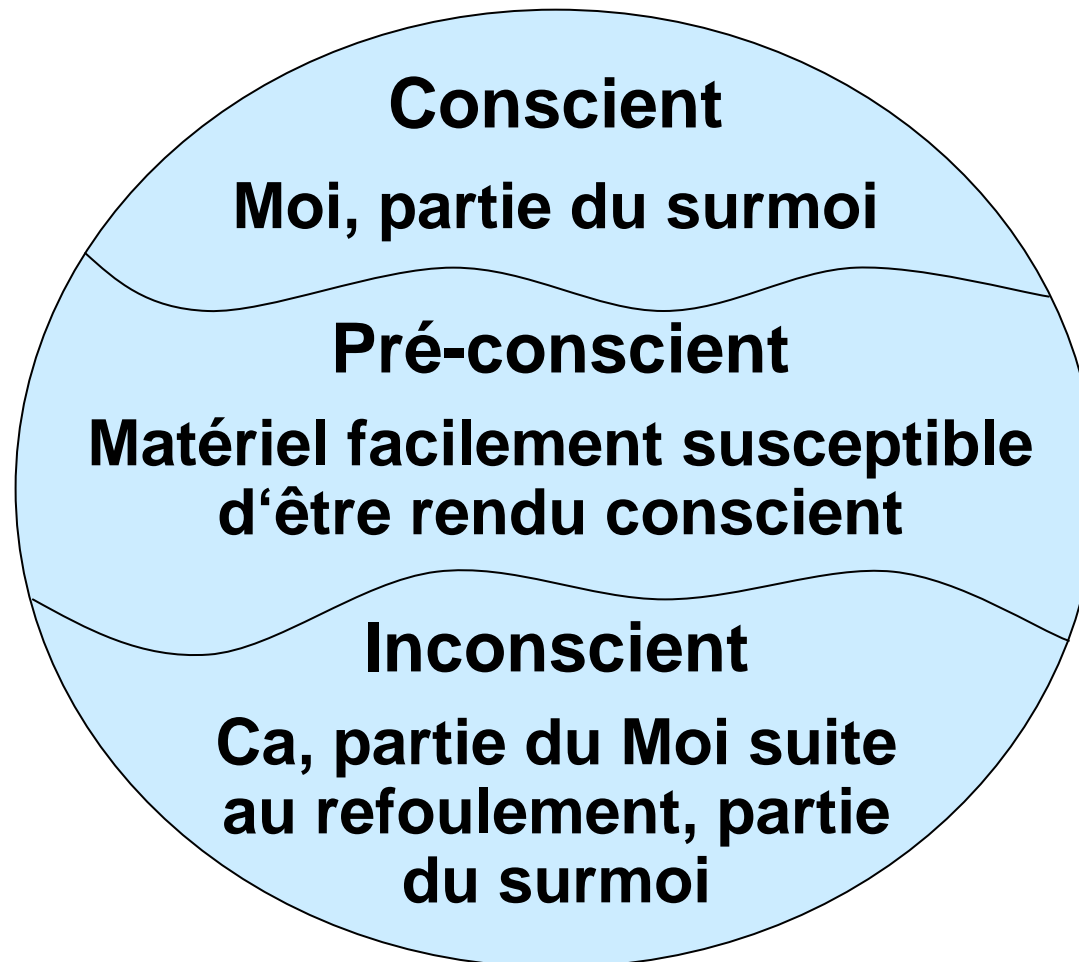 Conscient
Moi, partie du surmoi
Pré-conscient
Matériel facilement susceptible
d‘être rendu conscient
Inconscient
Ca, partie du Moi suite
au refoulement, partie
du surmoi